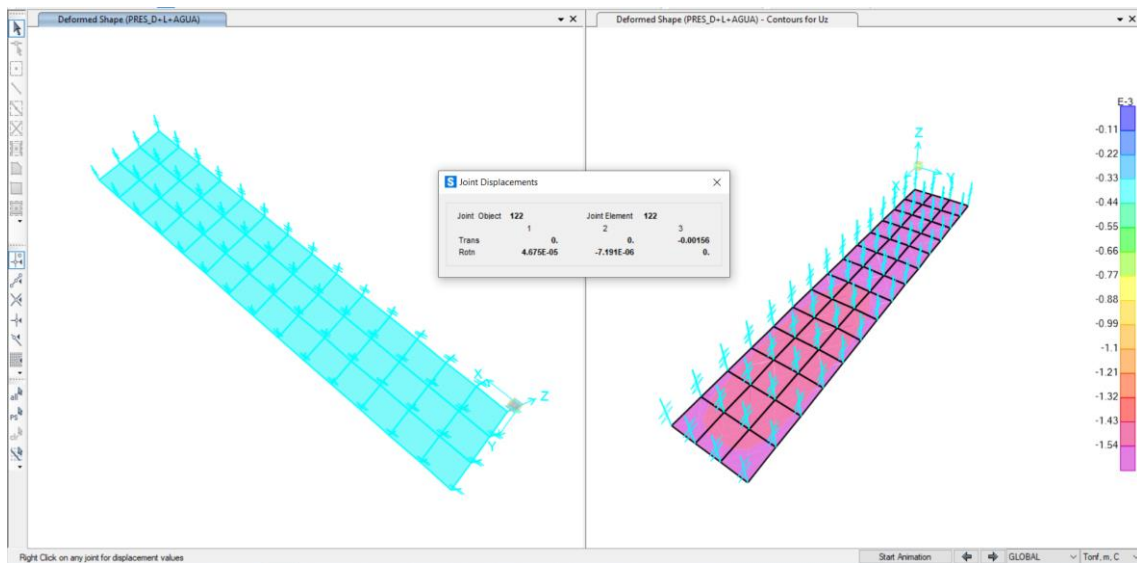 Deformed Shape (PRES_D+L+AGUA)
X
Z
Y
Deformed Shape (PRES_D+L+AGUA) - Contours for Uz
Z
X
Y
Joint Displacements
Joint Object 122 Joint Element 122
1 2 3
Trans 0. 0. -0.00156
Rotn 4.675E-05 -7.191E-06 0.
E-3
-0.11
-0.22
-0.33
-0.44
-0.55
-0.66
-0.77
-0.88
-0.99
-1.1
-1.21
-1.32
-1.43
-1.54
Right Click on any joint for displacement values
Start Animation GLOBAL Tonf, m, C